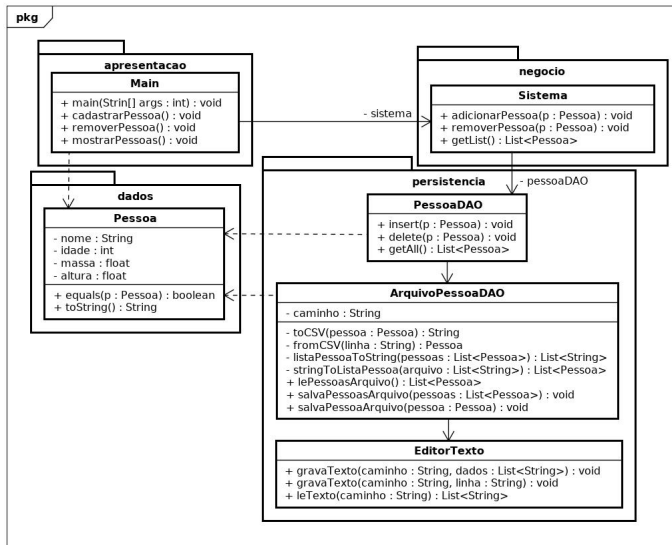 pkg
apresentacao
Main
+ main(Strin[] args : int) : void
+ cadastrarPessoa() : void
+ removerPessoa() : void
+ mostrarPessoas() : void
- sistema
negocio
Sistema
+ adicionarPessoa(p : Pessoa) : void
+ removerPessoa(p : Pessoa) : void
+ getList() : List<Pessoa>
dados
Pessoa
- nome : String
- idade : int
- massa : float
- altura : float
+ equals(p : Pessoa) : boolean
+ toString() : String
persistencia
- pessoaDAO
PessoaDAO
+ insert(p : Pessoa) : void
+ delete(p : Pessoa) : void
+ getAll() : List<Pessoa>
ArquivoPessoaDAO
- caminho : String
- toCSV(pessoa : Pessoa) : String
- fromCSV(linha : String) : Pessoa
- listaPessoaToString(pessoas : List<Pessoa>) : List<String>
- stringToListaPessoa(arquivo : List<String>) : List<Pessoa>
+ lePessoasArquivo() : List<Pessoa>
+ salvaPessoasArquivo(pessoas : List<Pessoa>) : void
+ salvaPessoaArquivo(pessoa : Pessoa) : void
EditorTexto
+ gravaTexto(caminho : String, dados : List<String>) : void
+ gravaTexto(caminho : String, linha : String) : void
+ leTexto(caminho : String) : List<String>